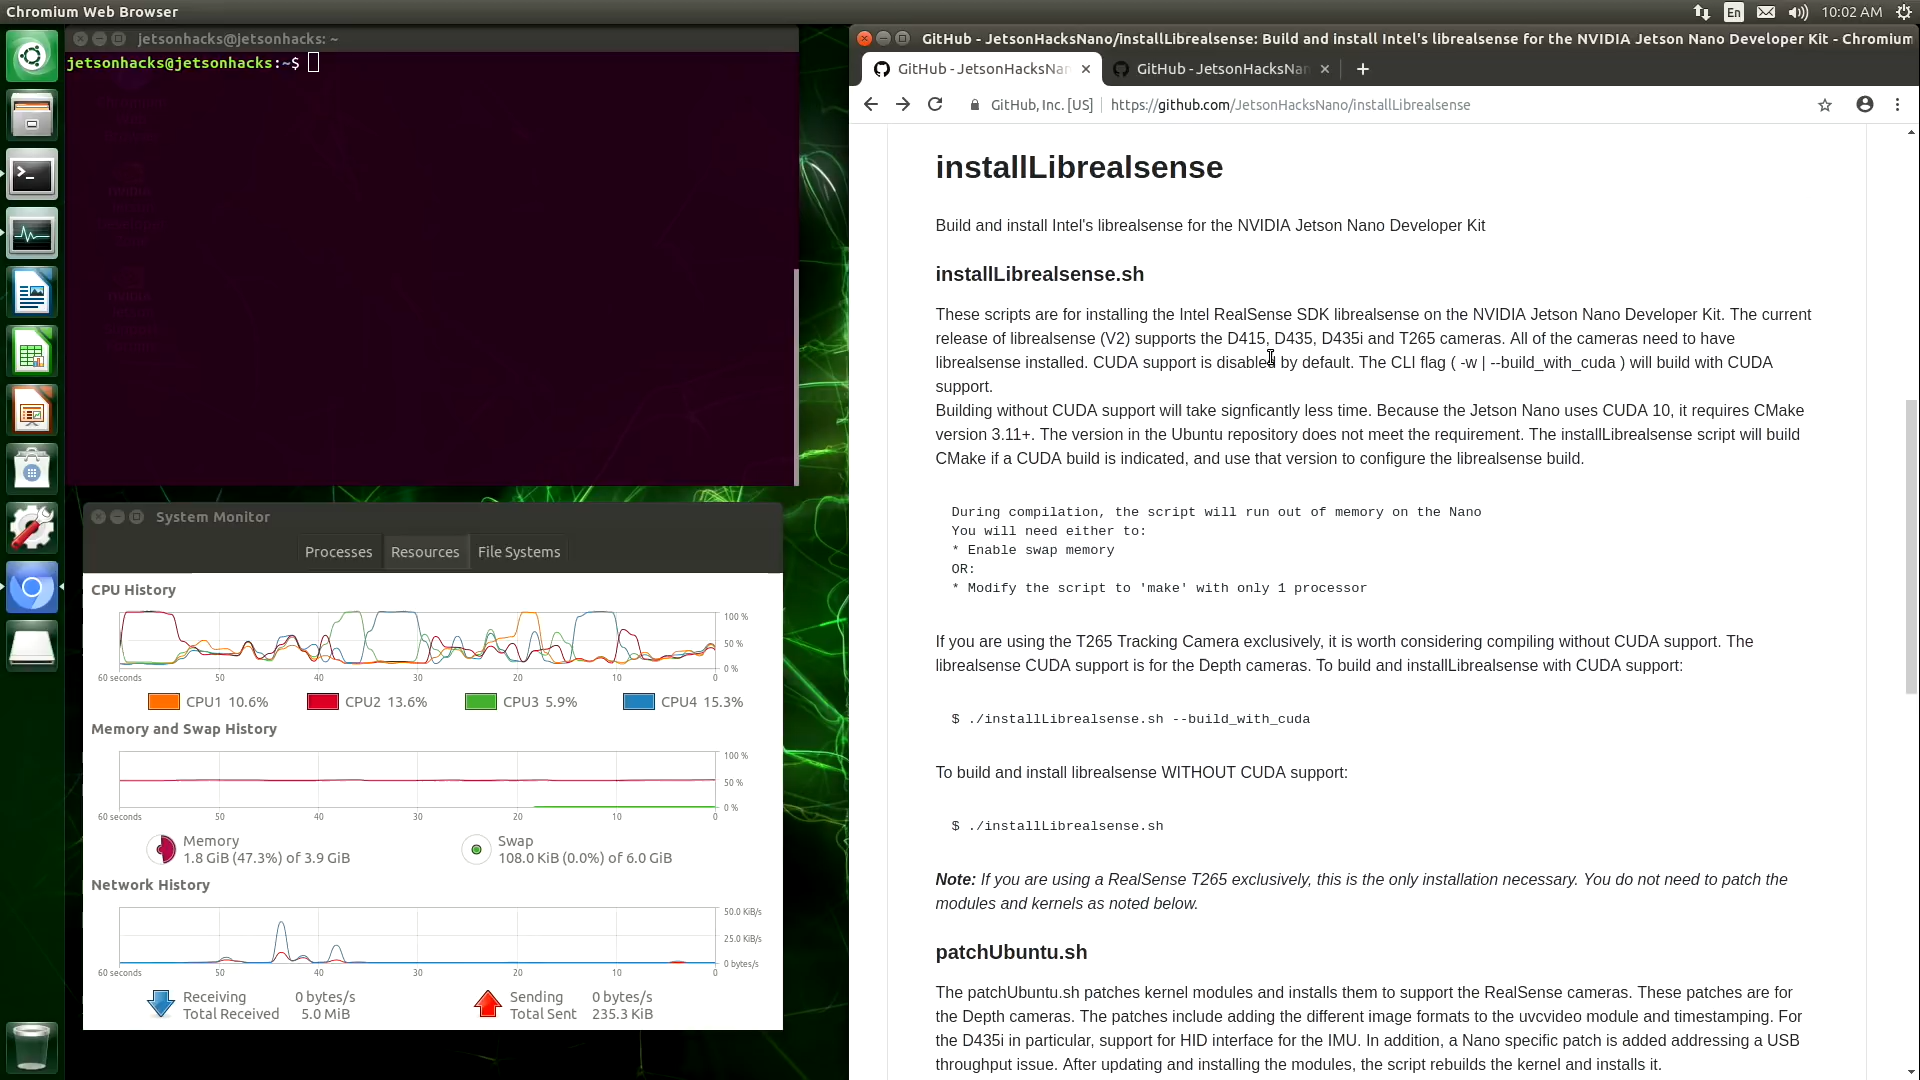 Chromium Web Browser
En
10:02 AM
jetsonhacks@jetsonhacks: ~
jetsonhacks@jetsonhacks:~$
System Monitor
Processes
Resources
File Systems
CPU History
100 %
50 %
0 %
60 seconds 50 40 30 20 10 0
CPU1 10.6%
CPU2 13.6%
CPU3 5.9%
CPU4 15.3%
Memory and Swap History
100 %
50 %
0 %
60 seconds 50 40 30 20 10 0
Memory
1.8 GiB (47.3%) of 3.9 GiB
Swap
108.0 KiB (0.0%) of 6.0 GiB
Network History
50.0 KiB/s
25.0 KiB/s
0 bytes/s
60 seconds 50 40 30 20 10 0
Receiving 0 bytes/s
Total Received 5.0 MiB
Sending 0 bytes/s
Total Sent 235.3 KiB
GitHub - JetsonHacksNano/installLibrealsense: Build and install Intel's librealsense for the NVIDIA Jetson Nano Developer Kit - Chromium
GitHub - JetsonHacksNan
GitHub - JetsonHacksNan
GitHub, Inc. [US]
https://github.com/JetsonHacksNano/installLibrealsense
installLibrealsense
Build and install Intel's librealsense for the NVIDIA Jetson Nano Developer Kit
installLibrealsense.sh
These scripts are for installing the Intel RealSense SDK librealsense on the NVIDIA Jetson Nano Developer Kit. The current
release of librealsense (V2) supports the D415, D435, D435i and T265 cameras. All of the cameras need to have
librealsense installed. CUDA support is disabled by default. The CLI flag ( -w | --build_with_cuda ) will build with CUDA
support.
Building without CUDA support will take signficantly less time. Because the Jetson Nano uses CUDA 10, it requires CMake
version 3.11+. The version in the Ubuntu repository does not meet the requirement. The installLibrealsense script will build
CMake if a CUDA build is indicated, and use that version to configure the librealsense build.
During compilation, the script will run out of memory on the Nano
You will need either to:
* Enable swap memory
OR:
* Modify the script to 'make' with only 1 processor
If you are using the T265 Tracking Camera exclusively, it is worth considering compiling without CUDA support. The
librealsense CUDA support is for the Depth cameras. To build and installLibrealsense with CUDA support:
$ ./installLibrealsense.sh --build_with_cuda
To build and install librealsense WITHOUT CUDA support:
$ ./installLibrealsense.sh
Note: If you are using a RealSense T265 exclusively, this is the only installation necessary. You do not need to patch the
modules and kernels as noted below.
patchUbuntu.sh
The patchUbuntu.sh patches kernel modules and installs them to support the RealSense cameras. These patches are for
the Depth cameras. The patches include adding the different image formats to the uvcvideo module and timestamping. For
the D435i in particular, support for HID interface for the IMU. In addition, a Nano specific patch is added addressing a USB
throughput issue. After updating and installing the modules, the script rebuilds the kernel and installs it.